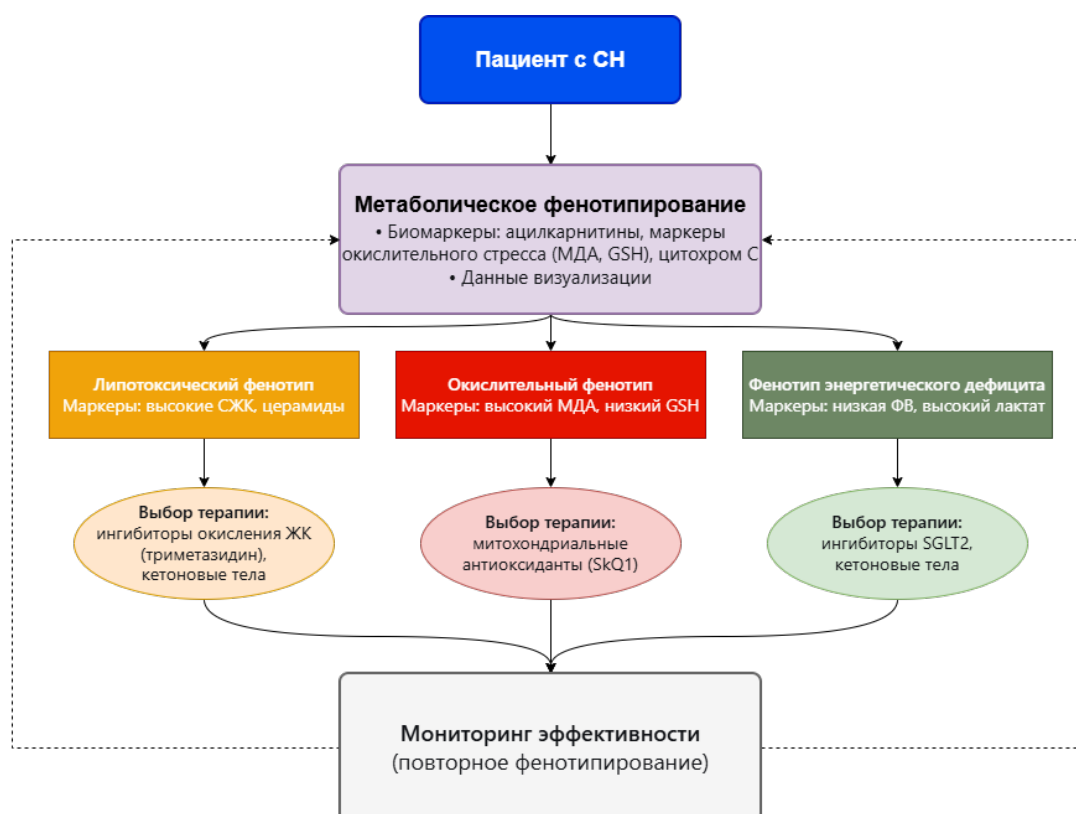 Пациент с СН
Метаболическое фенотипирование
• Биомаркеры: ацилкарнитины, маркеры
окислительного стресса (МДА, GSH), цитохром С
• Данные визуализации
Липотоксический фенотип
Маркеры: высокие СЖК, церамиды
Окислительный фенотип
Маркеры: высокий МДА, низкий GSH
Фенотип энергетического дефицита
Маркеры: низкая ФВ, высокий лактат
Выбор терапии:
ингибиторы окисления ЖК
(триметазидин),
кетоновые тела
Выбор терапии:
митохондриальные
антиоксиданты (SkQ1)
Выбор терапии:
ингибиторы SGLT2,
кетоновые тела
Мониторинг эффективности
(повторное фенотипирование)